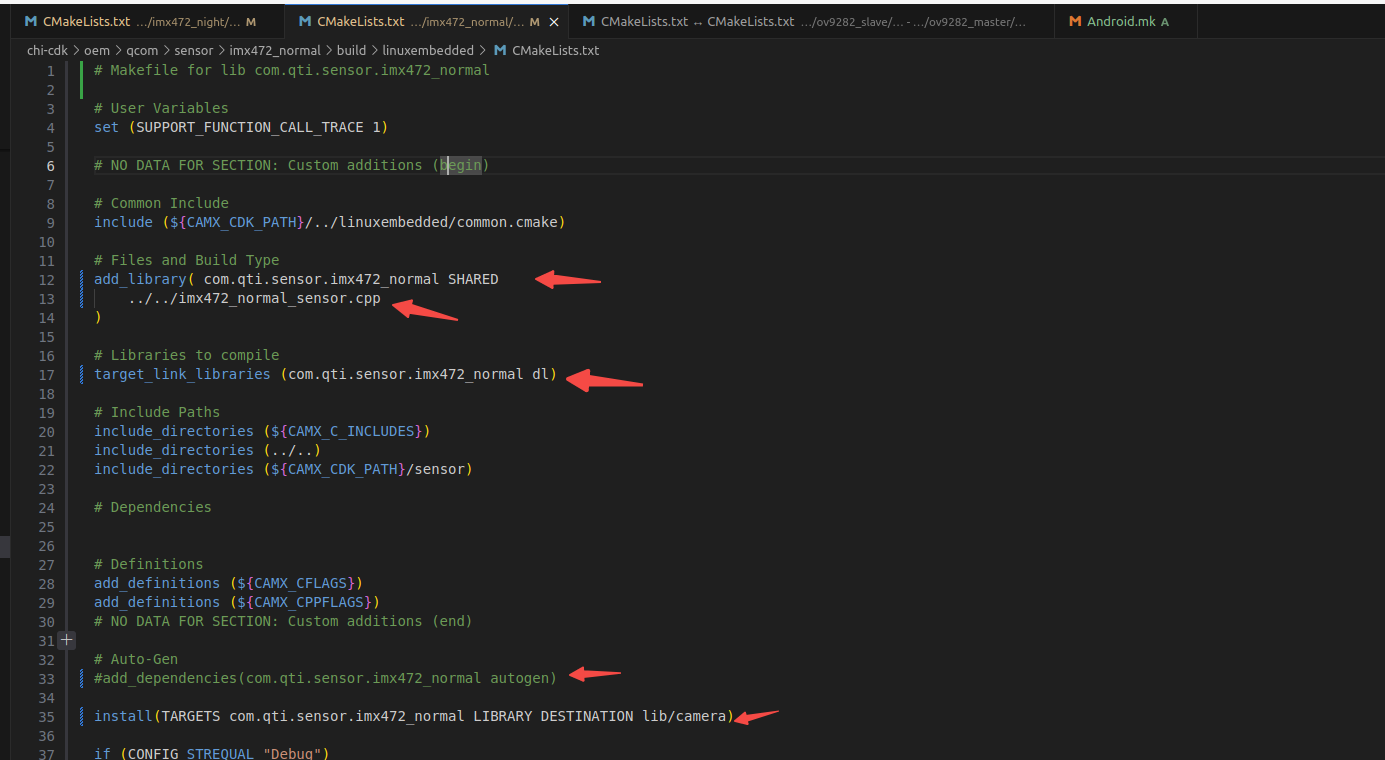 CMakeLists.txt .../imx472_night/... M CMakeLists.txt .../imx472_normal/... M CMakeLists.txt ↔ CMakeLists.txt .../ov9282_slave/... - .../ov9282_master/... Android.mk A
chi-cdk > oem > qcom > sensor > imx472_normal > build > linuxembedded > CMakeLists.txt
1 # Makefile for lib com.qti.sensor.imx472_normal
2
3 # User Variables
4 set (SUPPORT_FUNCTION_CALL_TRACE 1)
5
6 # NO DATA FOR SECTION: Custom additions (begin)
7
8 # Common Include
9 include (${CAMX_CDK_PATH}/../linuxembedded/common.cmake)
10
11 # Files and Build Type
12 add_library( com.qti.sensor.imx472_normal SHARED
13 ../../imx472_normal_sensor.cpp
14 )
15
16 # Libraries to compile
17 target_link_libraries (com.qti.sensor.imx472_normal dl)
18
19 # Include Paths
20 include_directories (${CAMX_C_INCLUDES})
21 include_directories (../..)
22 include_directories (${CAMX_CDK_PATH}/sensor)
23
24 # Dependencies
25
26
27 # Definitions
28 add_definitions (${CAMX_CFLAGS})
29 add_definitions (${CAMX_CPPFLAGS})
30 # NO DATA FOR SECTION: Custom additions (end)
31
32 # Auto-Gen
33 #add_dependencies(com.qti.sensor.imx472_normal autogen)
34
35 install(TARGETS com.qti.sensor.imx472_normal LIBRARY DESTINATION lib/camera)
36
37 if (CONFIG STREQUAL "Debug")